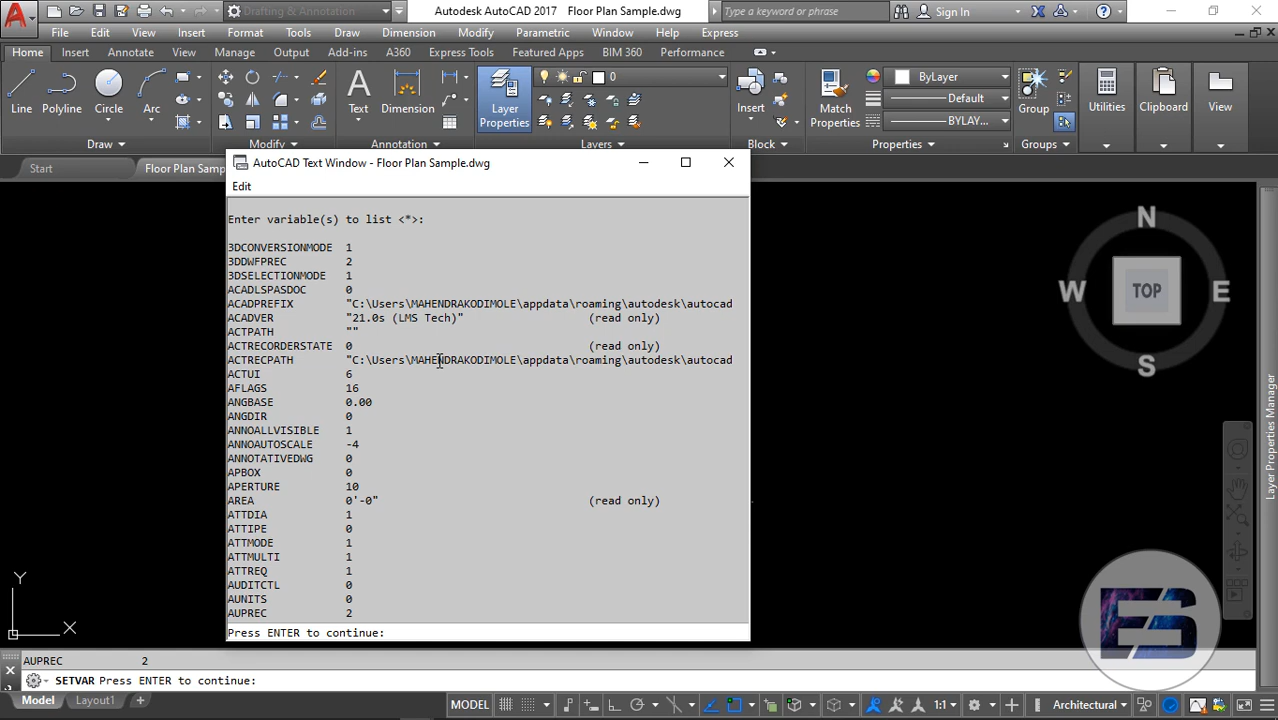 Drafting & Annotation
Autodesk AutoCAD 2017 Floor Plan Sample.dwg
Type a keyword or phrase
Sign In
File Edit View Insert Format Tools Draw Dimension Modify Parametric Window Help Express
Home Insert Annotate View Manage Output Add-ins A360 Express Tools Featured Apps BIM 360 Performance
Line Polyline Circle Arc
Text Dimension
Layer Properties
0
Insert
Match Properties
ByLayer
Default
BYLAY...
Group
Utilities
Clipboard
View
Draw Modify Annotation Layers Block Properties Groups
Start
Floor Plan Samp
AutoCAD Text Window - Floor Plan Sample.dwg
Edit
Enter variable(s) to list <*>:
3DCONVERSIONMODE 1
3DDWFPREC 2
3DSELECTIONMODE 1
ACADLSPASDOC 0
ACADPREFIX "C:\Users\MAHENDRAKODIMOLE\appdata\roaming\autodesk\autocad
ACADVER "21.0s (LMS Tech)" (read only)
ACTPATH ""
ACTRECORDERSTATE 0 (read only)
ACTRECPATH "C:\Users\MAHENDRAKODIMOLE\appdata\roaming\autodesk\autocad
ACTUI 6
AFLAGS 16
ANGBASE 0.00
ANGDIR 0
ANNOALLVISIBLE 1
ANNOAUTOSCALE -4
ANNOTATIVEDWG 0
APBOX 0
APERTURE 10
AREA 0'-0" (read only)
ATTDIA 1
ATTIPE 0
ATTMODE 1
ATTMULTI 1
ATTREQ 1
AUDITCTL 0
AUNITS 0
AUPREC 2
Press ENTER to continue:
N
W TOP E
S
Layer Properties Manager
Y
X
AUPREC 2
SETVAR Press ENTER to continue:
Model Layout1 +
MODEL
1:1
Architectural